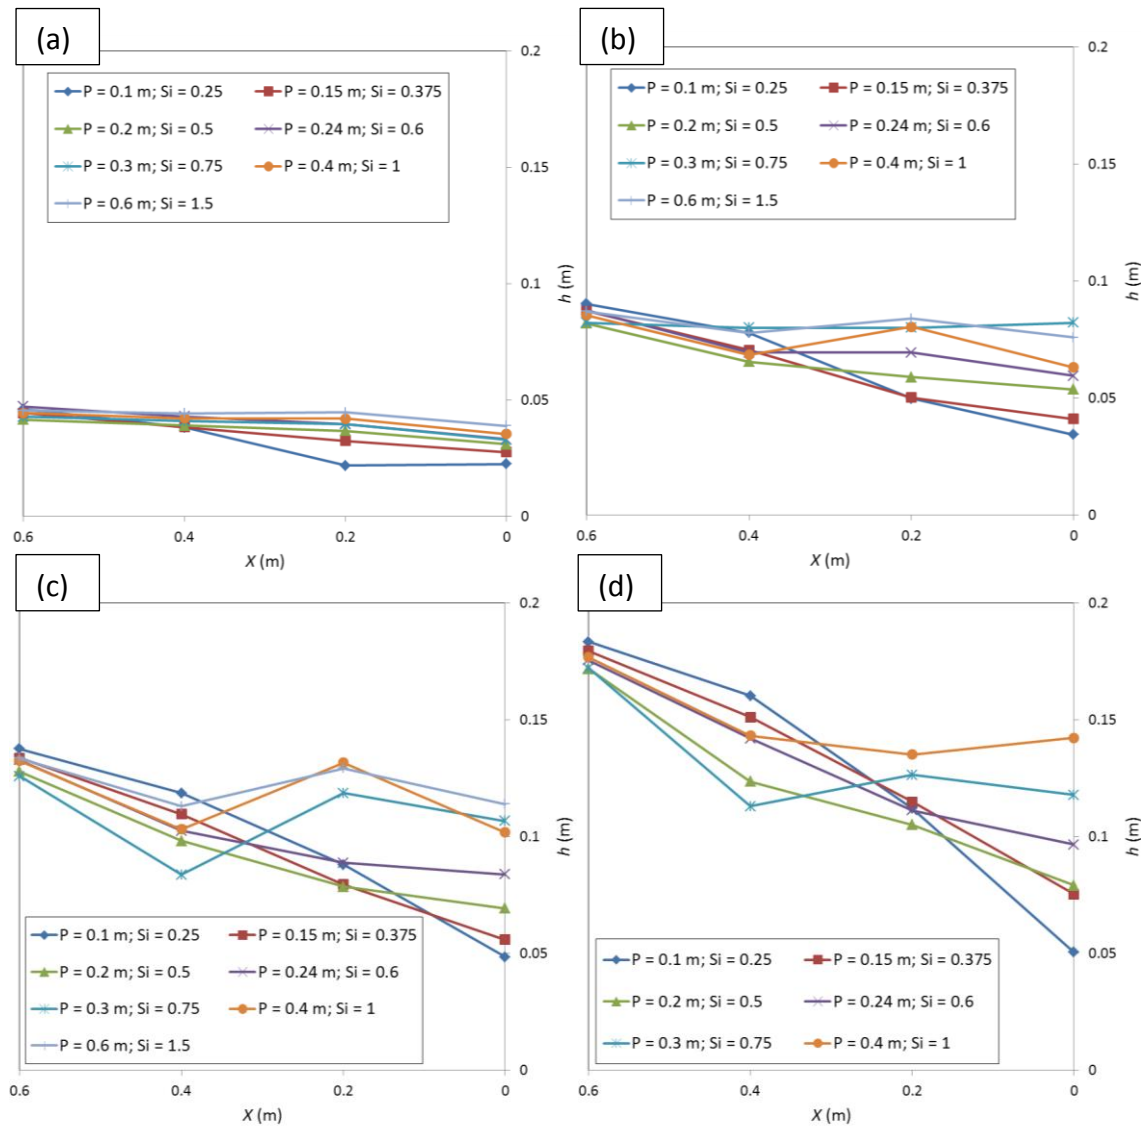 (a)
P = 0.1 m; Si = 0.25
P = 0.15 m; Si = 0.375
P = 0.2 m; Si = 0.5
P = 0.24 m; Si = 0.6
P = 0.3 m; Si = 0.75
P = 0.4 m; Si = 1
P = 0.6 m; Si = 1.5
0.2
0.15
0.1
0.05
0
h (m)
0.6 0.4 0.2 0
X (m)
(b)
P = 0.1 m; Si = 0.25
P = 0.15 m; Si = 0.375
P = 0.2 m; Si = 0.5
P = 0.24 m; Si = 0.6
P = 0.3 m; Si = 0.75
P = 0.4 m; Si = 1
P = 0.6 m; Si = 1.5
0.2
0.15
0.1
0.05
0
h (m)
0.6 0.4 0.2 0
X (m)
(c)
0.2
0.15
0.1
0.05
0
h (m)
P = 0.1 m; Si = 0.25
P = 0.15 m; Si = 0.375
P = 0.2 m; Si = 0.5
P = 0.24 m; Si = 0.6
P = 0.3 m; Si = 0.75
P = 0.4 m; Si = 1
P = 0.6 m; Si = 1.5
0.6 0.4 0.2 0
X (m)
(d)
0.2
0.15
0.1
0.05
0
h (m)
P = 0.1 m; Si = 0.25
P = 0.15 m; Si = 0.375
P = 0.2 m; Si = 0.5
P = 0.24 m; Si = 0.6
P = 0.3 m; Si = 0.75
P = 0.4 m; Si = 1
0.6 0.4 0.2 0
X (m)